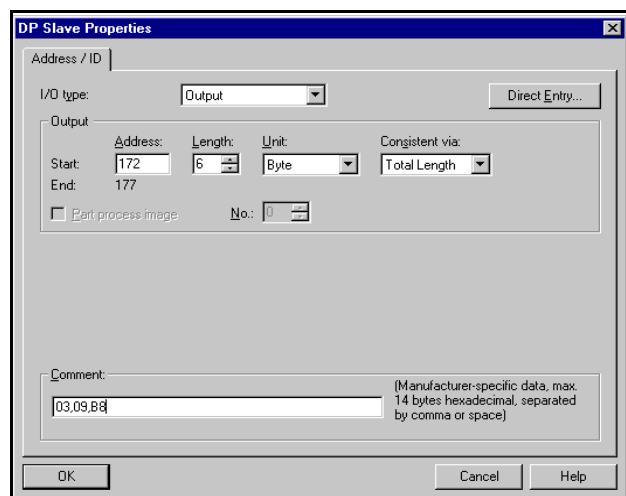 DP Slave Properties
Address / ID
I/O type: Output Direct Entry...
Output
Address: Length: Unit: Consistent via:
Start: 172 6 Byte Total Length
End: 177
Part process image No.: 0
Comment:
03,09,B8
(Manufacturer-specific data, max.
14 bytes hexadecimal, separated
by comma or space)
OK Cancel Help